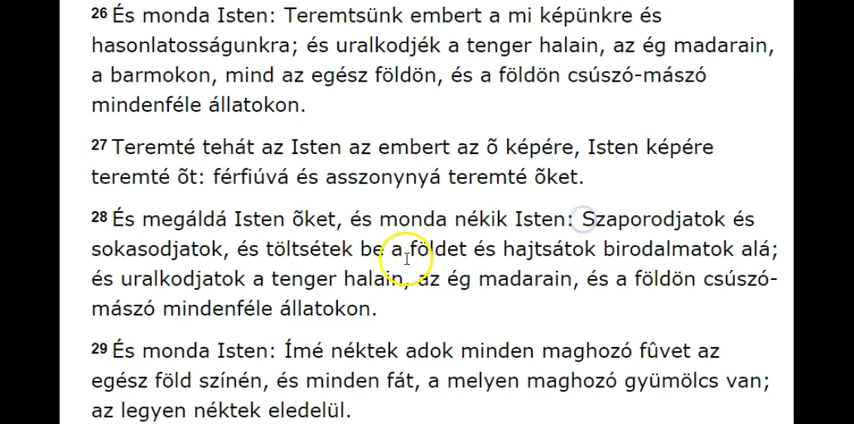 26 És monda Isten: Teremtsünk embert a mi képünkre és
hasonlatosságunkra; és uralkodjék a tenger halain, az ég madarain,
a barmokon, mind az egész földön, és a földön csúszó-mászó
mindenféle állatokon.
27 Teremté tehát az Isten az embert az õ képére, Isten képére
teremté õt: férfiúvá és asszonynyá teremté õket.
28 És megáldá Isten õket, és monda nékik Isten: Szaporodjatok és
sokasodjatok, és töltsétek be a földet és hajtsátok birodalmatok alá;
és uralkodjatok a tenger halain, az ég madarain, és a földön csúszó-
mászó mindenféle állatokon.
29 És monda Isten: Ímé néktek adok minden maghozó fûvet az
egész föld színén, és minden fát, a melyen maghozó gyümölcs van;
az legyen néktek eledelül.